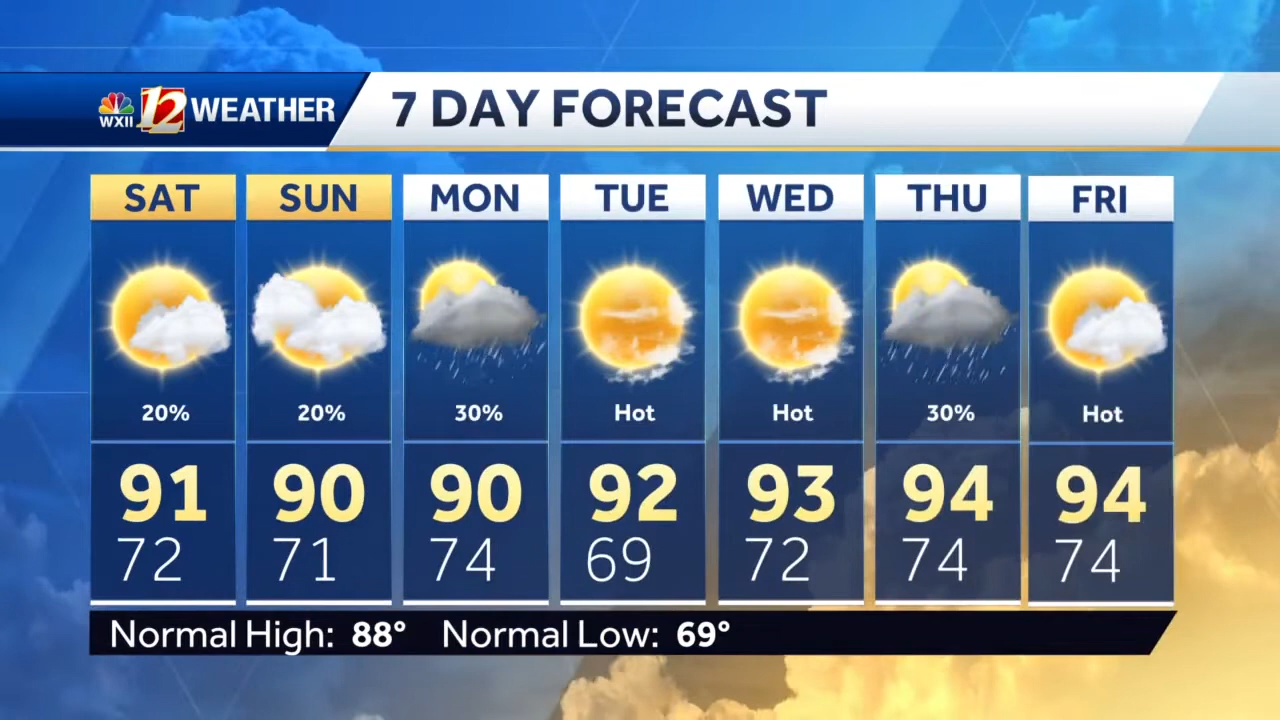 WXII 12 WEATHER
7 DAY FORECAST
SAT SUN MON TUE WED THU FRI
20% 20% 30% Hot Hot 30% Hot
91 90 90 92 93 94 94
72 71 74 69 72 74 74
Normal High: 88° Normal Low: 69°